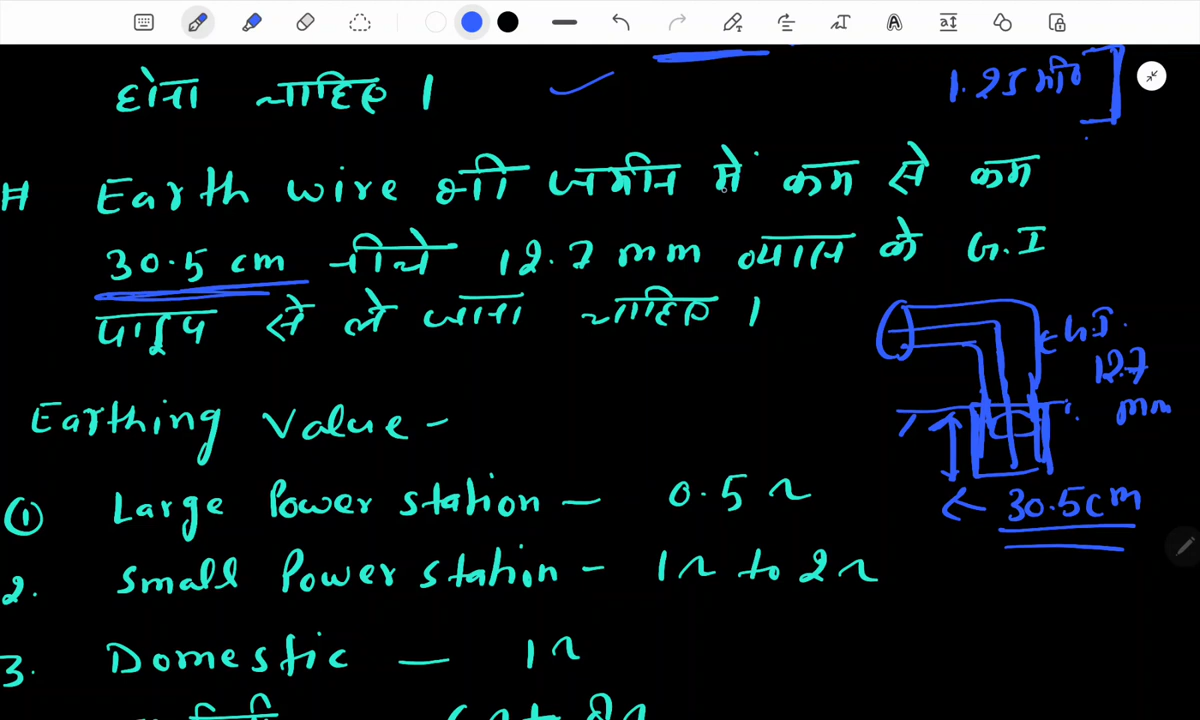 होना चाहिए ।
1.25 मी०
# Earth wire को जमीन में कम से कम
30.5 cm नीचे 12.7 mm व्यास के G.I
पाइप से ले जाना चाहिए ।
G.I.
12.7
mm
30.5cm
Earthing Value -
① Large Power station — 0.5 Ω
2. Small Power station - 1Ω to 2Ω
3. Domestic — 1Ω